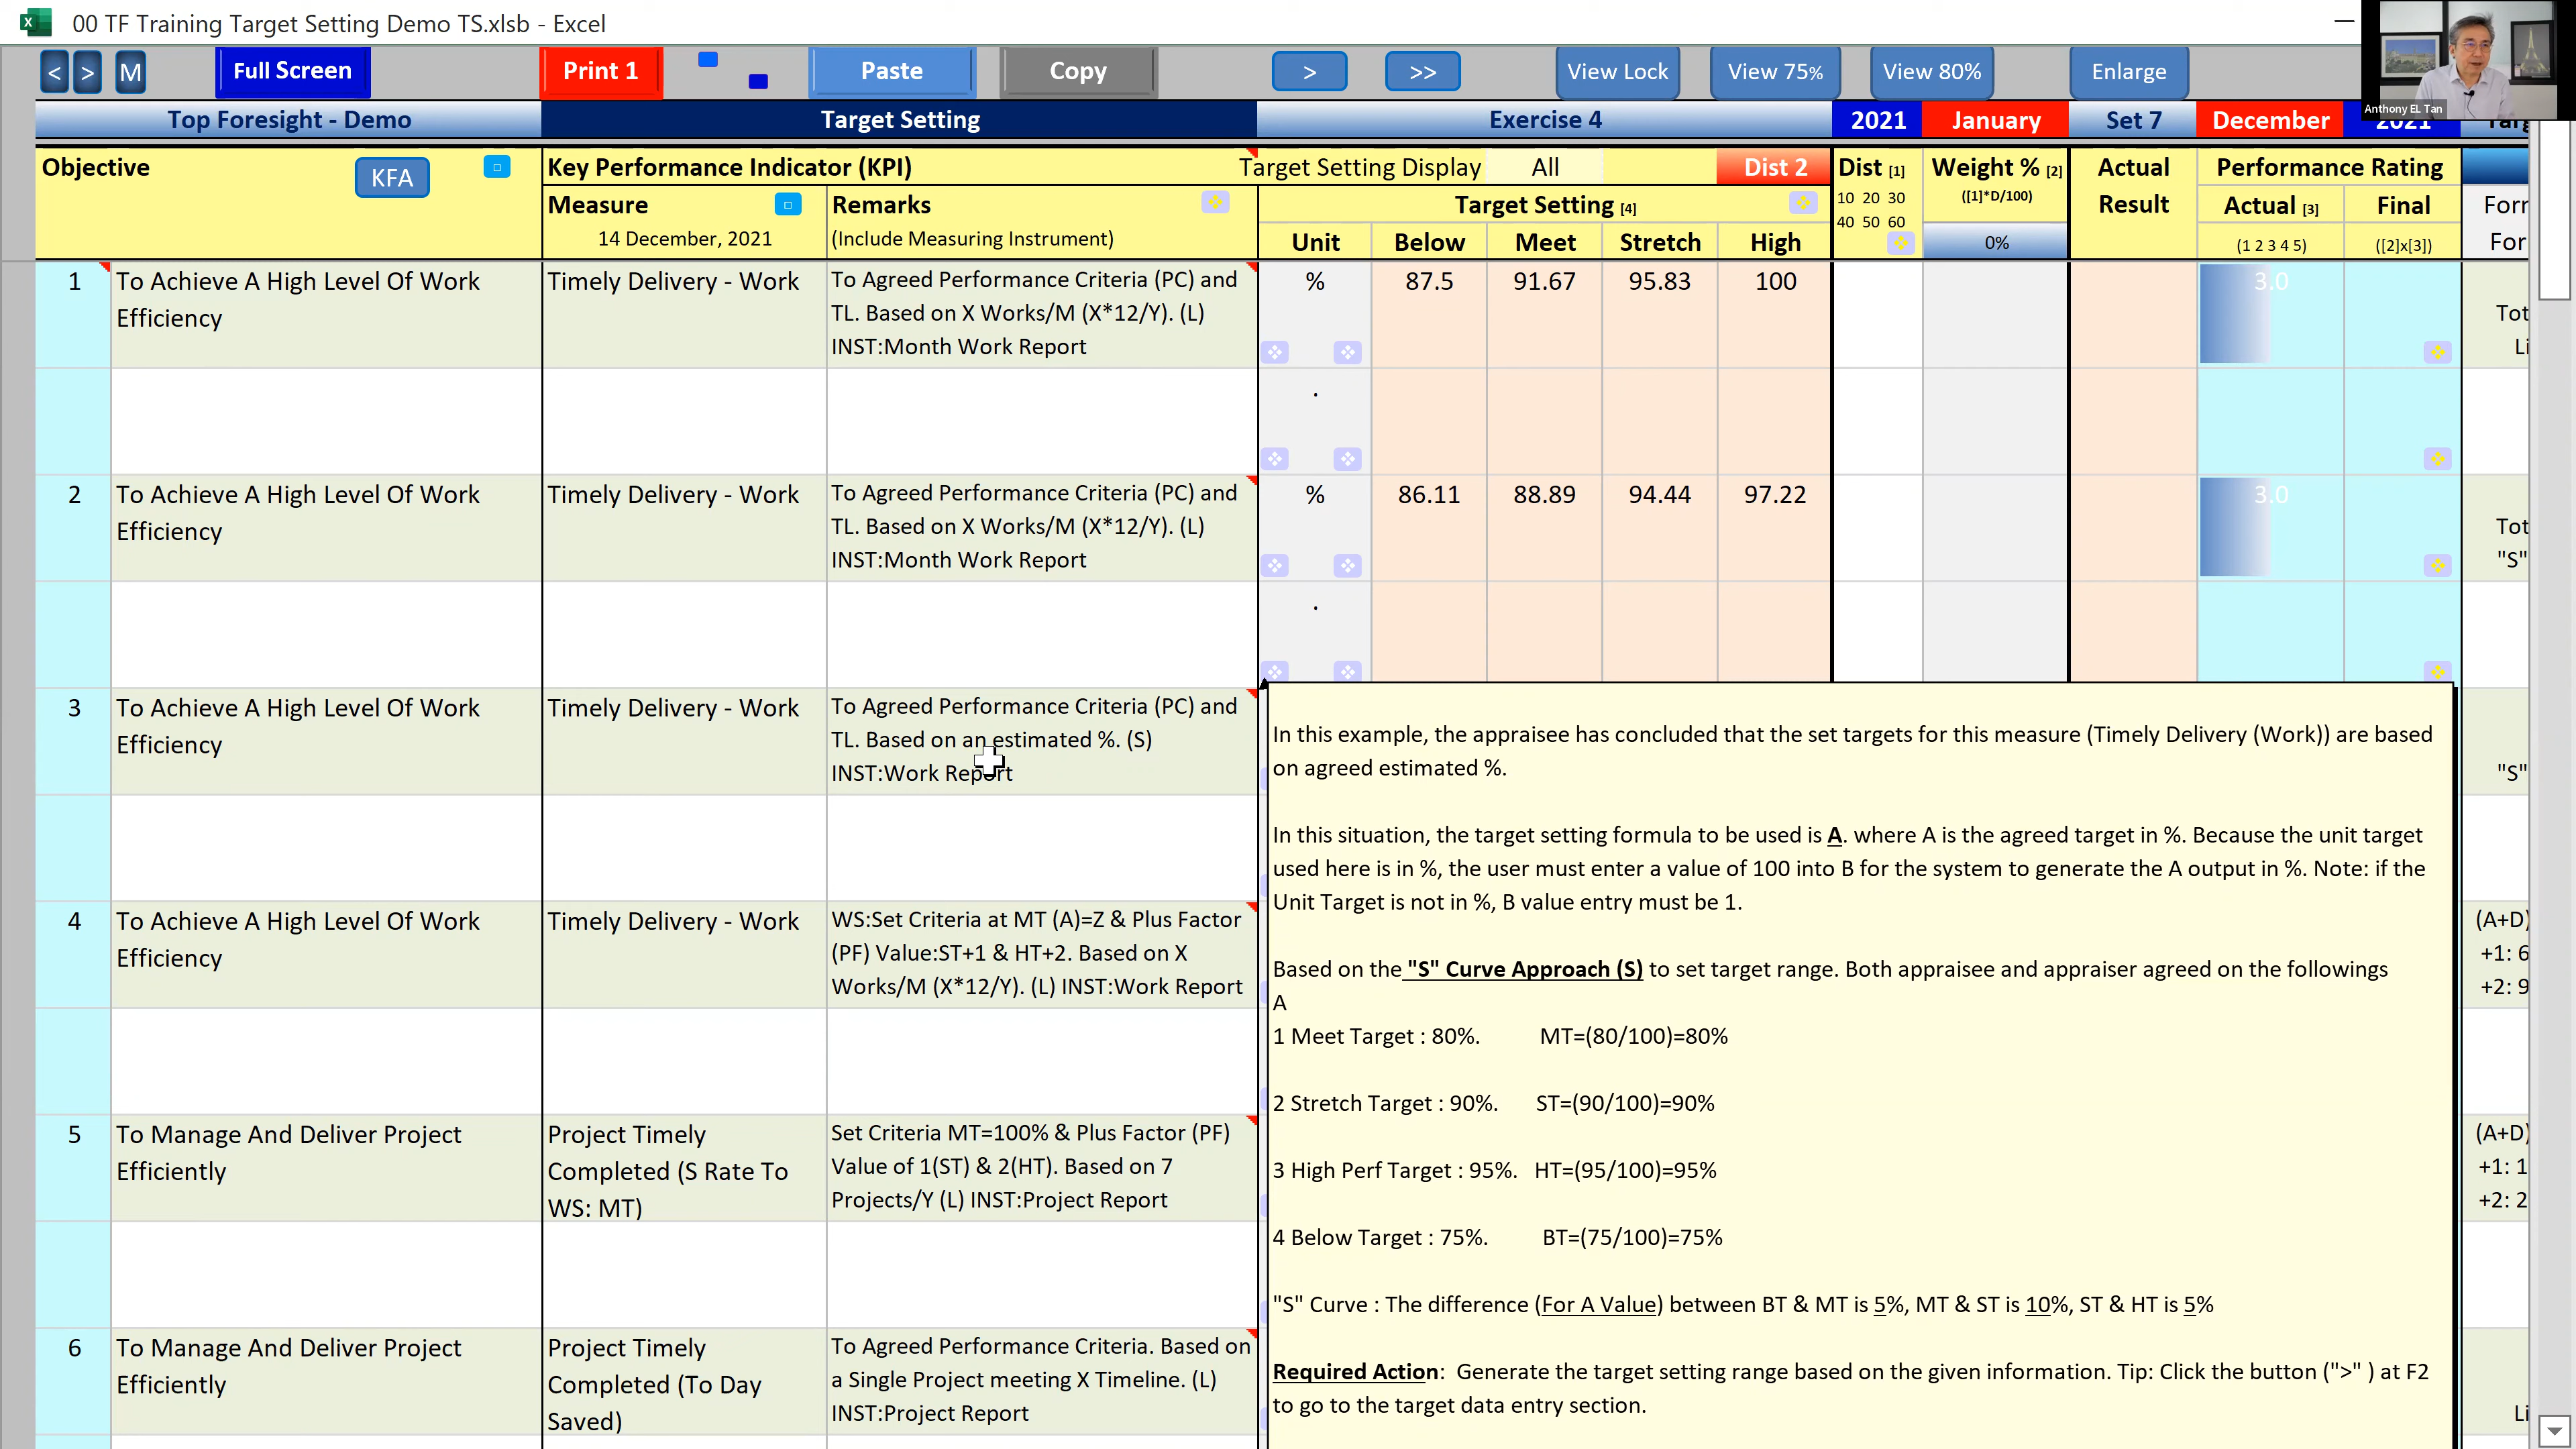 00 TF Training Target Setting Demo TS.xlsb - Excel
< > M Full Screen Print 1 Paste Copy > >> View Lock View 75% View 80% Enlarge
Anthony EL Tan
Top Foresight - Demo Target Setting Exercise 4 2021 January Set 7 December 2021
Objective KFA Key Performance Indicator (KPI) Target Setting Display All Dist 2 Dist [1] Weight % [2] Actual Result Performance Rating
10 20 30
40 50 60
([1]*D/100)
Measure Remarks Target Setting [4] Actual [3] Final
14 December, 2021 (Include Measuring Instrument) Unit Below Meet Stretch High 0% (1 2 3 4 5) ([2]x[3])
1 To Achieve A High Level Of Work Timely Delivery - Work To Agreed Performance Criteria (PC) and % 87.5 91.67 95.83 100 3.0
Efficiency TL. Based on X Works/M (X*12/Y). (L)
INST:Month Work Report
.
2 To Achieve A High Level Of Work Timely Delivery - Work To Agreed Performance Criteria (PC) and % 86.11 88.89 94.44 97.22 3.0
Efficiency TL. Based on X Works/M (X*12/Y). (L)
INST:Month Work Report "S"
.
3 To Achieve A High Level Of Work Timely Delivery - Work To Agreed Performance Criteria (PC) and
Efficiency TL. Based on an estimated %. (S)
INST:Work Report "S"
4 To Achieve A High Level Of Work Timely Delivery - Work WS:Set Criteria at MT (A)=Z & Plus Factor (A+D)
Efficiency (PF) Value:ST+1 & HT+2. Based on X +1: 6
Works/M (X*12/Y). (L) INST:Work Report +2: 9
5 To Manage And Deliver Project Project Timely Set Criteria MT=100% & Plus Factor (PF) (A+D)
Efficiently Completed (S Rate To Value of 1(ST) & 2(HT). Based on 7 +1: 1
WS: MT) Projects/Y (L) INST:Project Report +2: 2
6 To Manage And Deliver Project Project Timely To Agreed Performance Criteria. Based on
Efficiently Completed (To Day a Single Project meeting X Timeline. (L)
Saved) INST:Project Report
In this example, the appraisee has concluded that the set targets for this measure (Timely Delivery (Work)) are based
on agreed estimated %.
In this situation, the target setting formula to be used is A. where A is the agreed target in %. Because the unit target
used here is in %, the user must enter a value of 100 into B for the system to generate the A output in %. Note: if the
Unit Target is not in %, B value entry must be 1.
Based on the "S" Curve Approach (S) to set target range. Both appraisee and appraiser agreed on the followings
A
1 Meet Target : 80%. MT=(80/100)=80%
2 Stretch Target : 90%. ST=(90/100)=90%
3 High Perf Target : 95%. HT=(95/100)=95%
4 Below Target : 75%. BT=(75/100)=75%
"S" Curve : The difference (For A Value) between BT & MT is 5%, MT & ST is 10%, ST & HT is 5%
Required Action: Generate the target setting range based on the given information. Tip: Click the button (">" ) at F2
to go to the target data entry section.